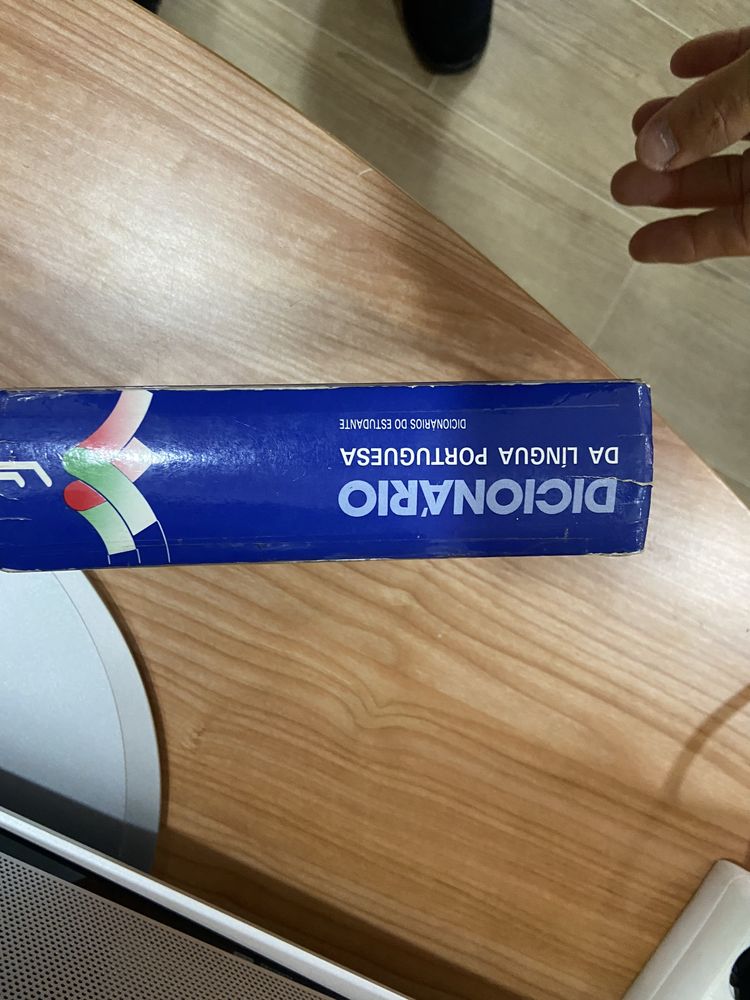 DICIONÁRIO
DA LÍNGUA PORTUGUESA
DICIONÁRIOS DO ESTUDANTE